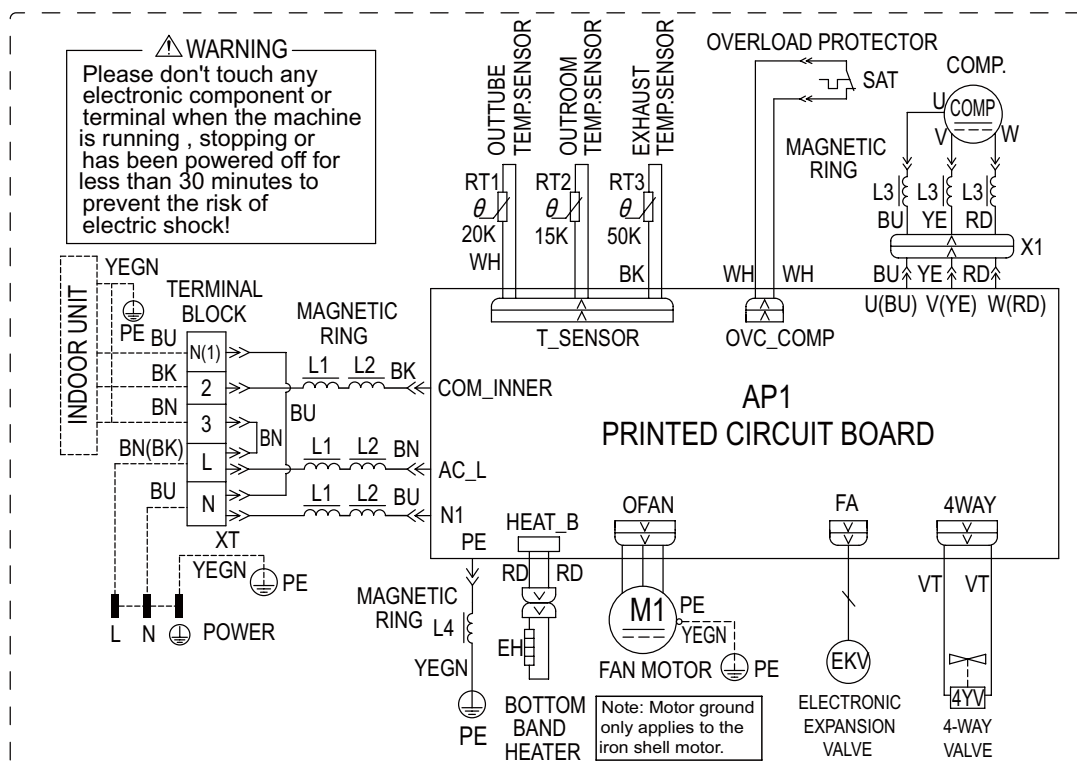 WARNING
Please don't touch any
electronic component or
terminal when the machine
is running , stopping or
has been powered off for
less than 30 minutes to
prevent the risk of
electric shock!
OUTTUBE
TEMP.SENSOR
OUTROOM
TEMP.SENSOR
EXHAUST
TEMP.SENSOR
RT1
θ
20K
WH
RT2
θ
15K
RT3
θ
50K
BK
T_SENSOR
OVERLOAD PROTECTOR
SAT
WH
WH
OVC_COMP
COMP.
COMP
U
V
W
MAGNETIC
RING
L3
L3
L3
BU
YE
RD
X1
BU
YE
RD
U(BU)
V(YE)
W(RD)
INDOOR UNIT
YEGN
PE
TERMINAL
BLOCK
BU
N(1)
BK
2
BN
3
BN(BK)
L
BU
N
XT
BU
BN
MAGNETIC
RING
L1
L2
BK
COM_INNER
L1
L2
BN
AC_L
L1
L2
BU
N1
YEGN
PE
L
N
POWER
AP1
PRINTED CIRCUIT BOARD
PE
MAGNETIC
RING
L4
YEGN
PE
HEAT_B
RD
RD
EH
BOTTOM
BAND
HEATER
OFAN
M1
PE
YEGN
PE
FAN MOTOR
Note: Motor ground
only applies to the
iron shell motor.
FA
EKV
ELECTRONIC
EXPANSION
VALVE
4WAY
VT
VT
4YV
4-WAY
VALVE